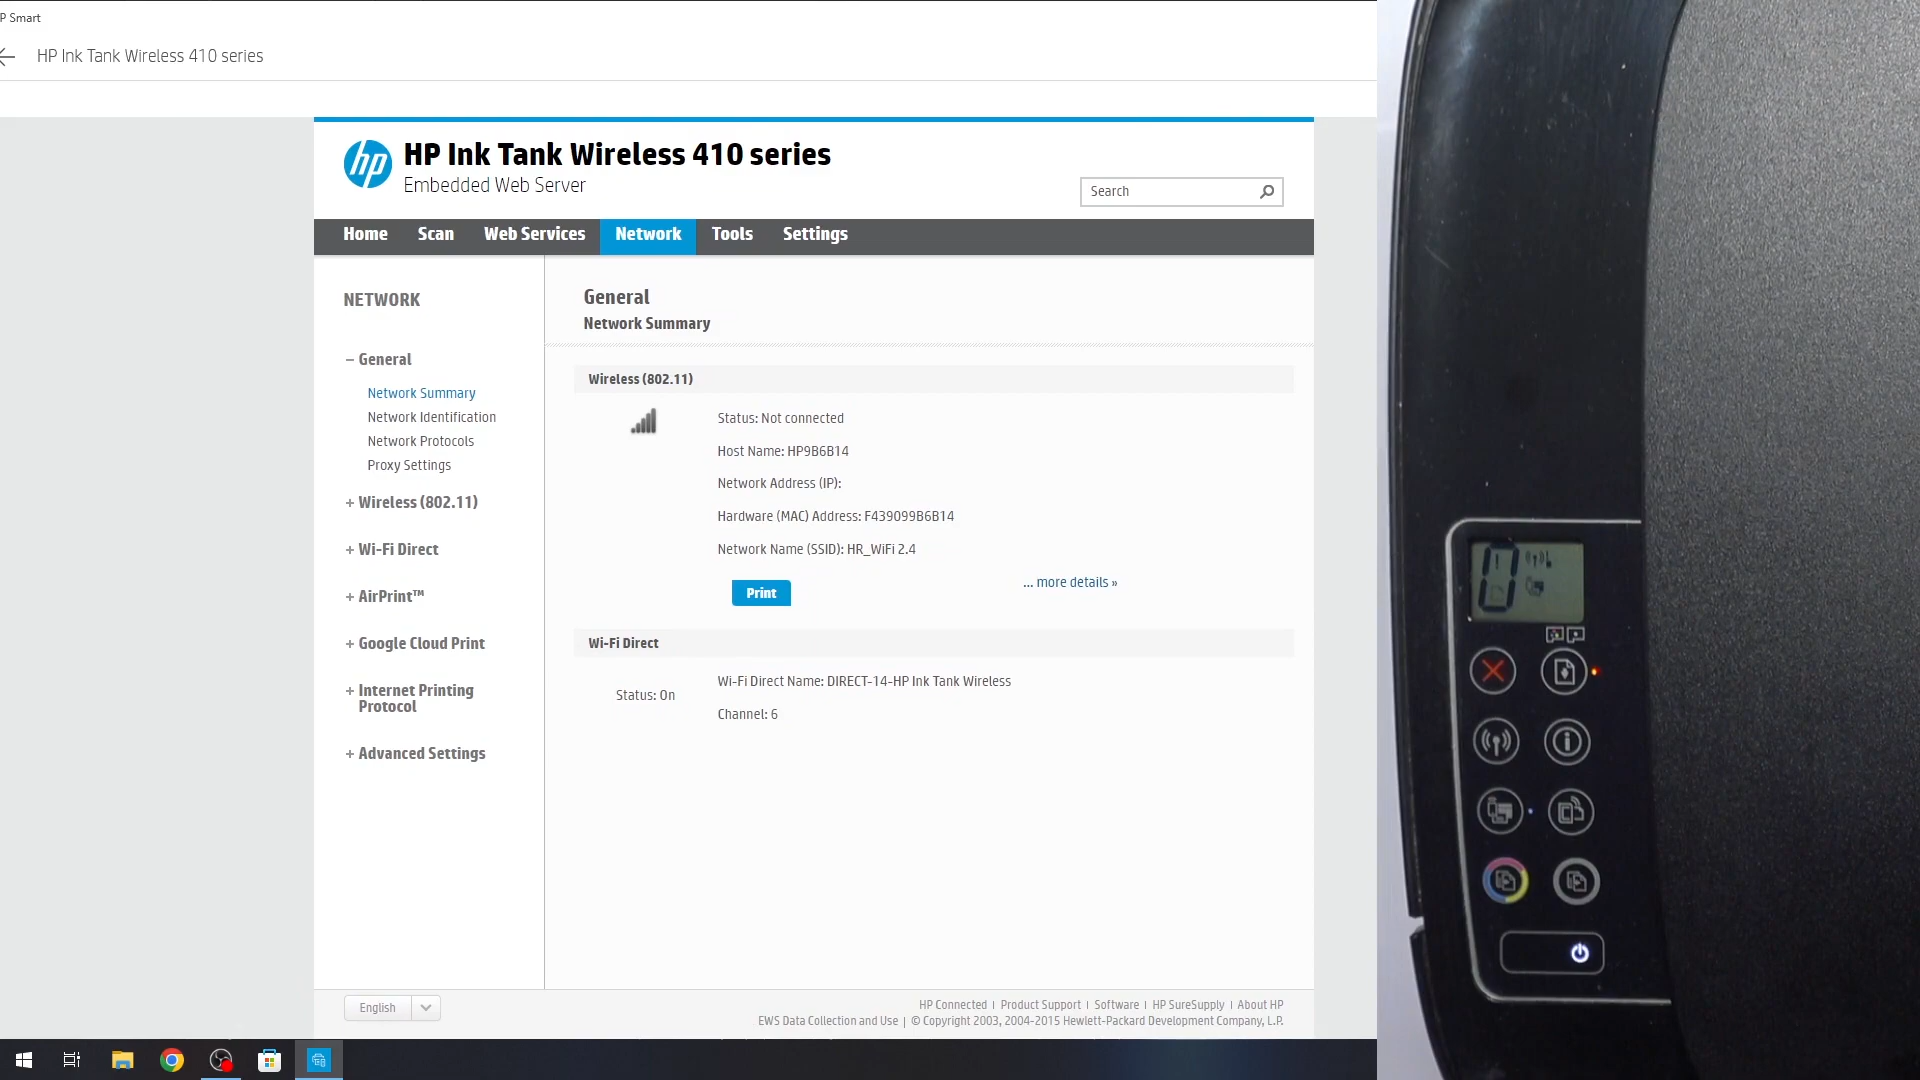 P Smart
HP Ink Tank Wireless 410 series
hp
HP Ink Tank Wireless 410 series
Embedded Web Server
Search
Home Scan Web Services Network Tools Settings
NETWORK
− General
Network Summary
Network Identification
Network Protocols
Proxy Settings
+ Wireless (802.11)
+ Wi-Fi Direct
+ AirPrint™
+ Google Cloud Print
+ Internet Printing
Protocol
+ Advanced Settings
General
Network Summary
Wireless (802.11)
Status: Not connected
Host Name: HP9B6B14
Network Address (IP):
Hardware (MAC) Address: F439099B6B14
Network Name (SSID): HR_WiFi 2.4
Print
... more details »
Wi-Fi Direct
Status: On
Wi-Fi Direct Name: DIRECT-14-HP Ink Tank Wireless
Channel: 6
English
HP Connected | Product Support | Software | HP SureSupply | About HP
EWS Data Collection and Use | © Copyright 2003, 2004-2015 Hewlett-Packard Development Company, L.P.
0